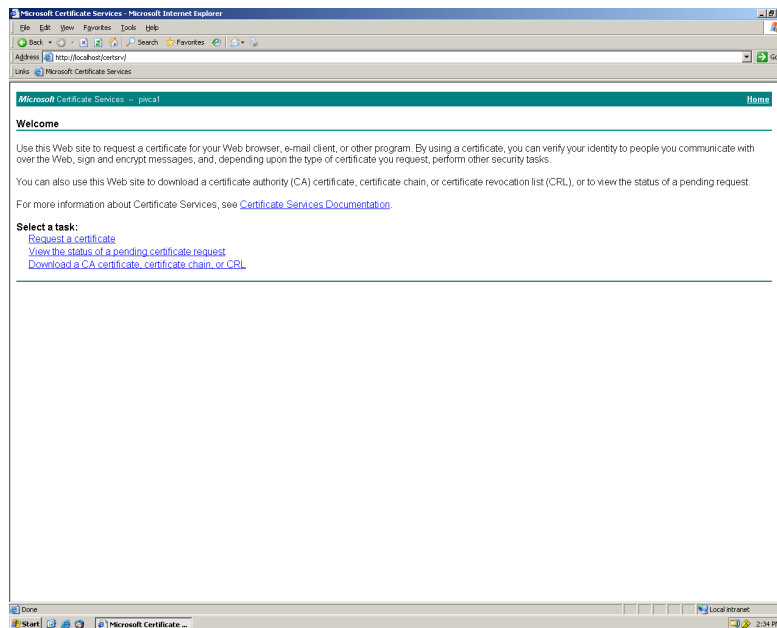 Microsoft Certificate Services - Microsoft Internet Explorer
File Edit View Favorites Tools Help
Back Search Favorites
Address http://localhost/certsrv/ Go
Links Microsoft Certificate Services
Microsoft Certificate Services -- pivca1 Home
Welcome
Use this Web site to request a certificate for your Web browser, e-mail client, or other program. By using a certificate, you can verify your identity to people you communicate with
over the Web, sign and encrypt messages, and, depending upon the type of certificate you request, perform other security tasks.
You can also use this Web site to download a certificate authority (CA) certificate, certificate chain, or certificate revocation list (CRL), or to view the status of a pending request.
For more information about Certificate Services, see Certificate Services Documentation.
Select a task:
Request a certificate
View the status of a pending certificate request
Download a CA certificate, certificate chain, or CRL
Done Local intranet
Start Microsoft Certificate ... 2:34 PM